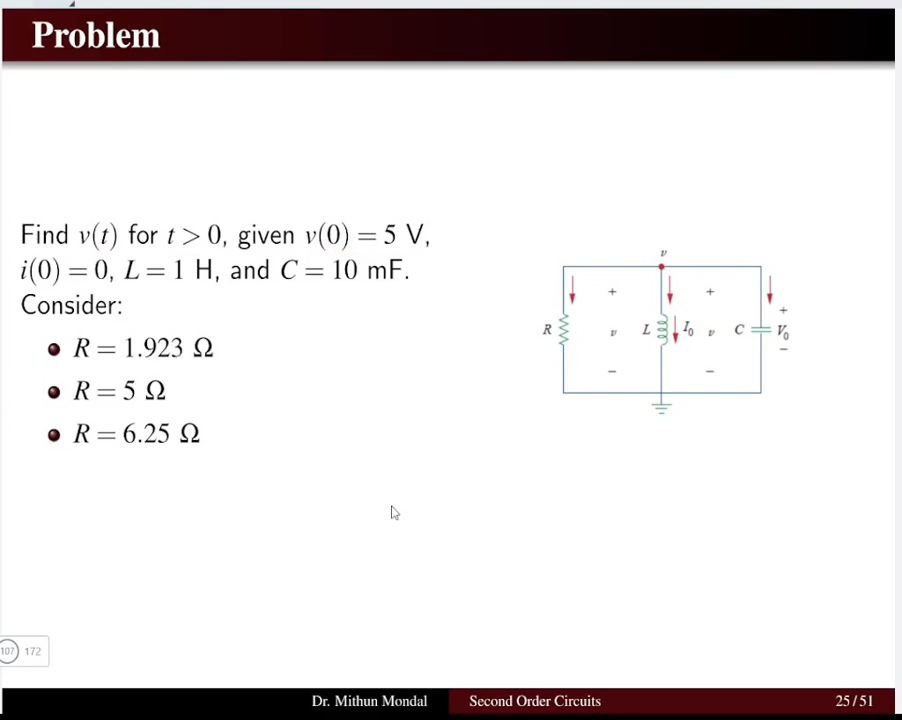 Problem
Find v(t) for t > 0, given v(0) = 5 V,
i(0) = 0, L = 1 H, and C = 10 mF.
Consider:
R = 1.923 Ω
R = 5 Ω
R = 6.25 Ω
v
+ + +
R v L I₀ v C V₀
− − −
107 172
Dr. Mithun Mondal Second Order Circuits 25 / 51